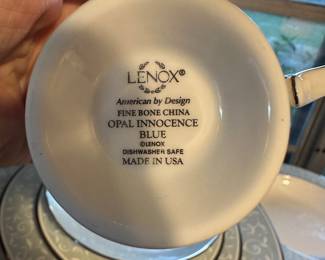 LENOX®
American by Design
FINE BONE CHINA
OPAL INNOCENCE
BLUE
©LENOX
DISHWASHER SAFE
MADE IN USA